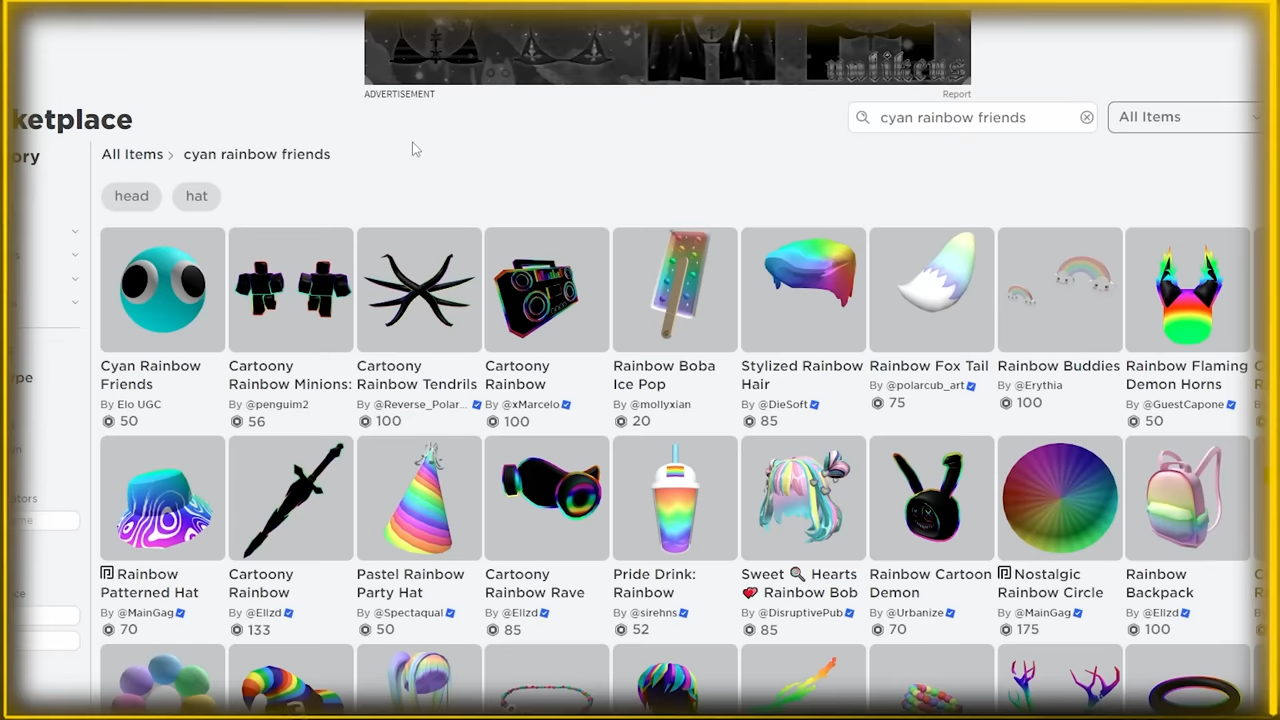 ADVERTISEMENT
Report
ketplace
cyan rainbow friends
All Items
ory
All Items
cyan rainbow friends
head
hat
Cyan Rainbow
Friends
By Elo UGC
50
Cartoony
Rainbow Minions:
By @penguim2
56
Cartoony
Rainbow Tendrils
By @Reverse_Polar...
100
Cartoony
Rainbow
By @xMarcelo
100
Rainbow Boba
Ice Pop
By @mollyxian
20
Stylized Rainbow
Hair
By @DieSoft
85
Rainbow Fox Tail
By @polarcub_art
75
Rainbow Buddies
By @Erythia
100
Rainbow Flaming
Demon Horns
By @GuestCapone
50
ype
ators
me
ce
Rainbow
Patterned Hat
By @MainGag
70
Cartoony
Rainbow
By @Ellzd
133
Pastel Rainbow
Party Hat
By @Spectaqual
50
Cartoony
Rainbow Rave
By @Ellzd
85
Pride Drink:
Rainbow
By @sirehns
52
Sweet 🔍 Hearts
💖 Rainbow Bob
By @DisruptivePub
85
Rainbow Cartoon
Demon
By @Urbanize
70
Nostalgic
Rainbow Circle
By @MainGag
175
Rainbow
Backpack
By @Ellzd
100